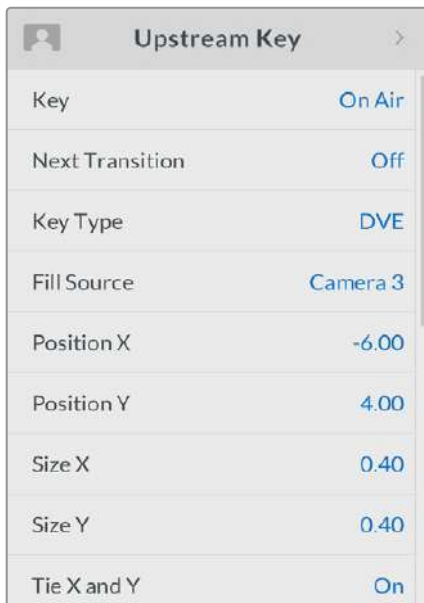 Upstream Key
Key On Air
Next Transition Off
Key Type DVE
Fill Source Camera 3
Position X -6.00
Position Y 4.00
Size X 0.40
Size Y 0.40
Tie X and Y On